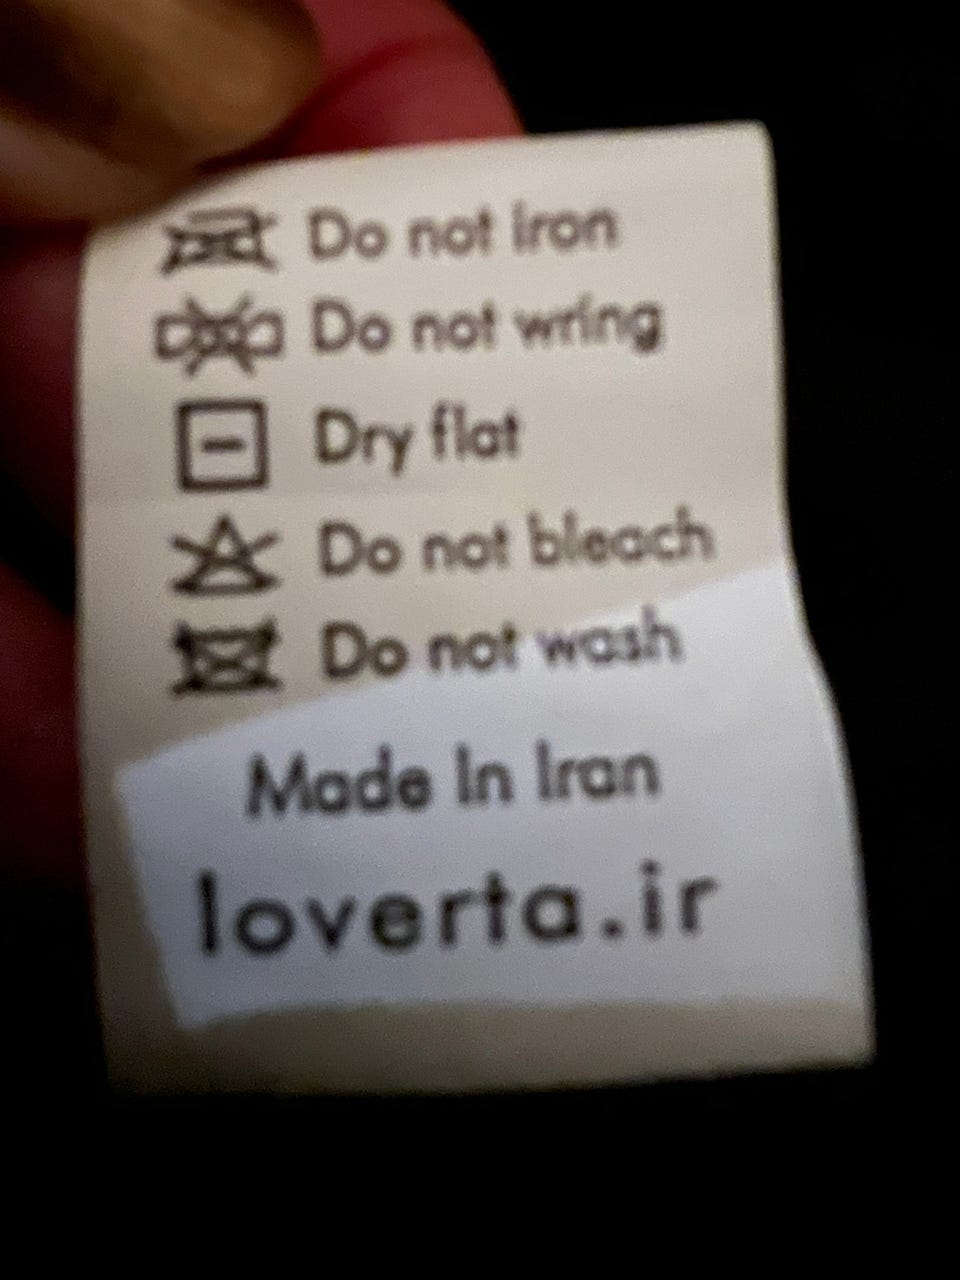 Do not iron
Do not wring
Dry flat
Do not bleach
Do not wash
Made In Iran
loverta.ir